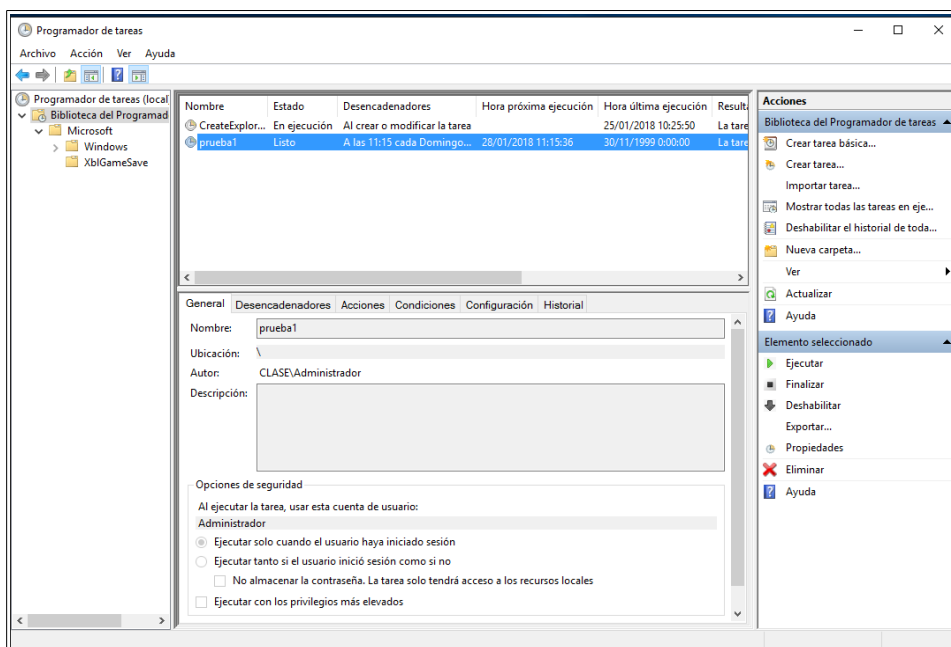 Programador de tareas
Archivo Acción Ver Ayuda
Programador de tareas (local
Biblioteca del Programad
Microsoft
Windows
XblGameSave
Nombre Estado Desencadenadores Hora próxima ejecución Hora última ejecución Result
CreateExplor... En ejecución Al crear o modificar la tarea 25/01/2018 10:25:50 La tare
prueba1 Listo A las 11:15 cada Domingo... 28/01/2018 11:15:36 30/11/1999 0:00:00 La tare
General Desencadenadores Acciones Condiciones Configuración Historial
Nombre: prueba1
Ubicación: \
Autor: CLASE\Administrador
Descripción:
Opciones de seguridad
Al ejecutar la tarea, usar esta cuenta de usuario:
Administrador
Ejecutar solo cuando el usuario haya iniciado sesión
Ejecutar tanto si el usuario inició sesión como si no
No almacenar la contraseña. La tarea solo tendrá acceso a los recursos locales
Ejecutar con los privilegios más elevados
Acciones
Biblioteca del Programador de tareas
Crear tarea básica...
Crear tarea...
Importar tarea...
Mostrar todas las tareas en eje...
Deshabilitar el historial de toda...
Nueva carpeta...
Ver
Actualizar
Ayuda
Elemento seleccionado
Ejecutar
Finalizar
Deshabilitar
Exportar...
Propiedades
Eliminar
Ayuda